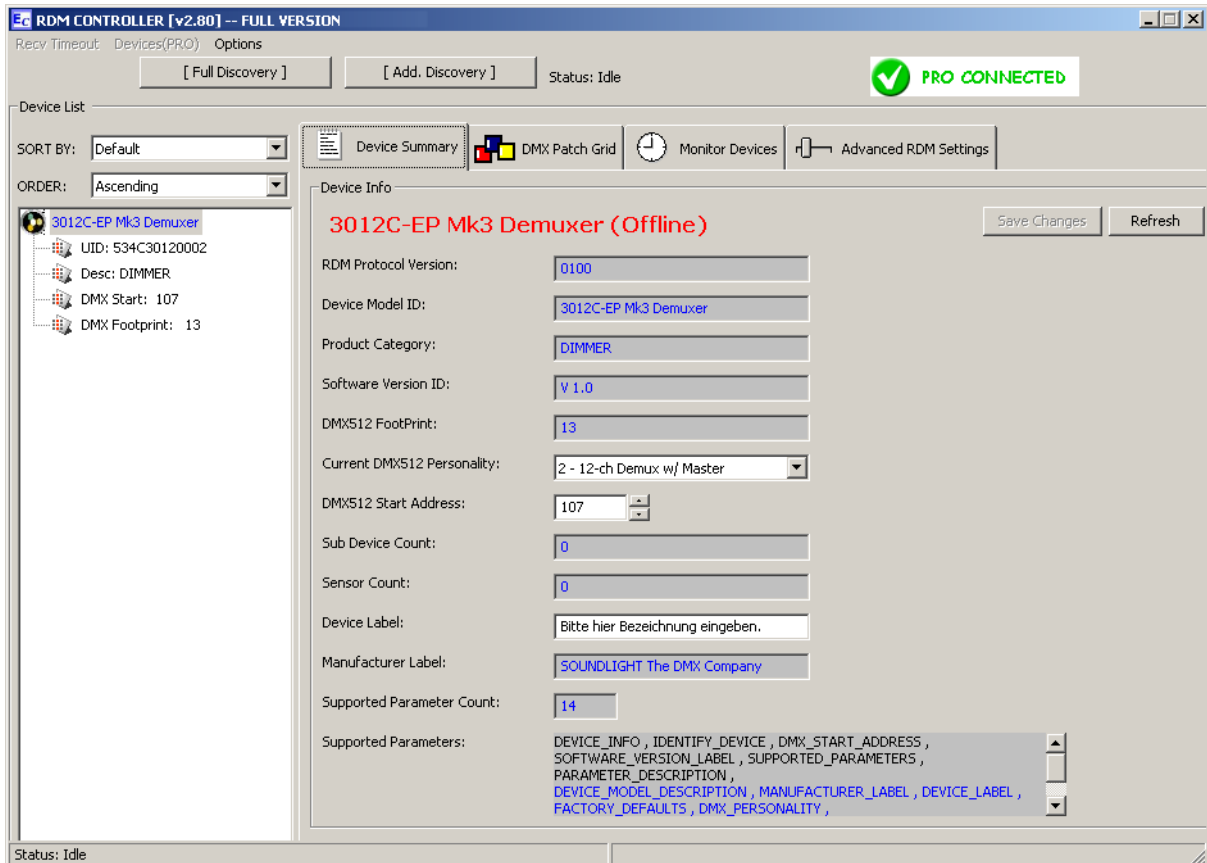 EC RDM CONTROLLER [v2.80] -- FULL VERSION
Recv Timeout Devices(PRO) Options
[ Full Discovery ] [ Add. Discovery ] Status: Idle PRO CONNECTED
Device List
SORT BY: Default
ORDER: Ascending
3012C-EP Mk3 Demuxer
UID: 534C30120002
Desc: DIMMER
DMX Start: 107
DMX Footprint: 13
Device Summary DMX Patch Grid Monitor Devices Advanced RDM Settings
Device Info
3012C-EP Mk3 Demuxer (Offline) Save Changes Refresh
RDM Protocol Version: 0100
Device Model ID: 3012C-EP Mk3 Demuxer
Product Category: DIMMER
Software Version ID: V 1.0
DMX512 FootPrint: 13
Current DMX512 Personality: 2 - 12-ch Demux w/ Master
DMX512 Start Address: 107
Sub Device Count: 0
Sensor Count: 0
Device Label: Bitte hier Bezeichnung eingeben.
Manufacturer Label: SOUNDLIGHT The DMX Company
Supported Parameter Count: 14
Supported Parameters: DEVICE_INFO , IDENTIFY_DEVICE , DMX_START_ADDRESS ,
SOFTWARE_VERSION_LABEL , SUPPORTED_PARAMETERS ,
PARAMETER_DESCRIPTION ,
DEVICE_MODEL_DESCRIPTION , MANUFACTURER_LABEL , DEVICE_LABEL ,
FACTORY_DEFAULTS , DMX_PERSONALITY ,
Status: Idle